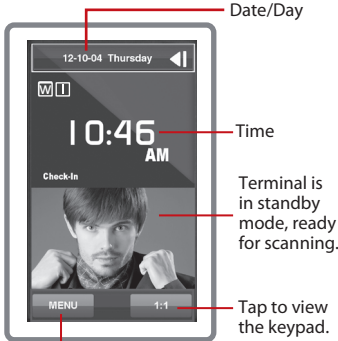 Date/Day
12-10-04 Thursday
W I
10:46
AM
Time
Check-In
Terminal is
in standby
mode, ready
for scanning.
MENU
1:1
Tap to view
the keypad.